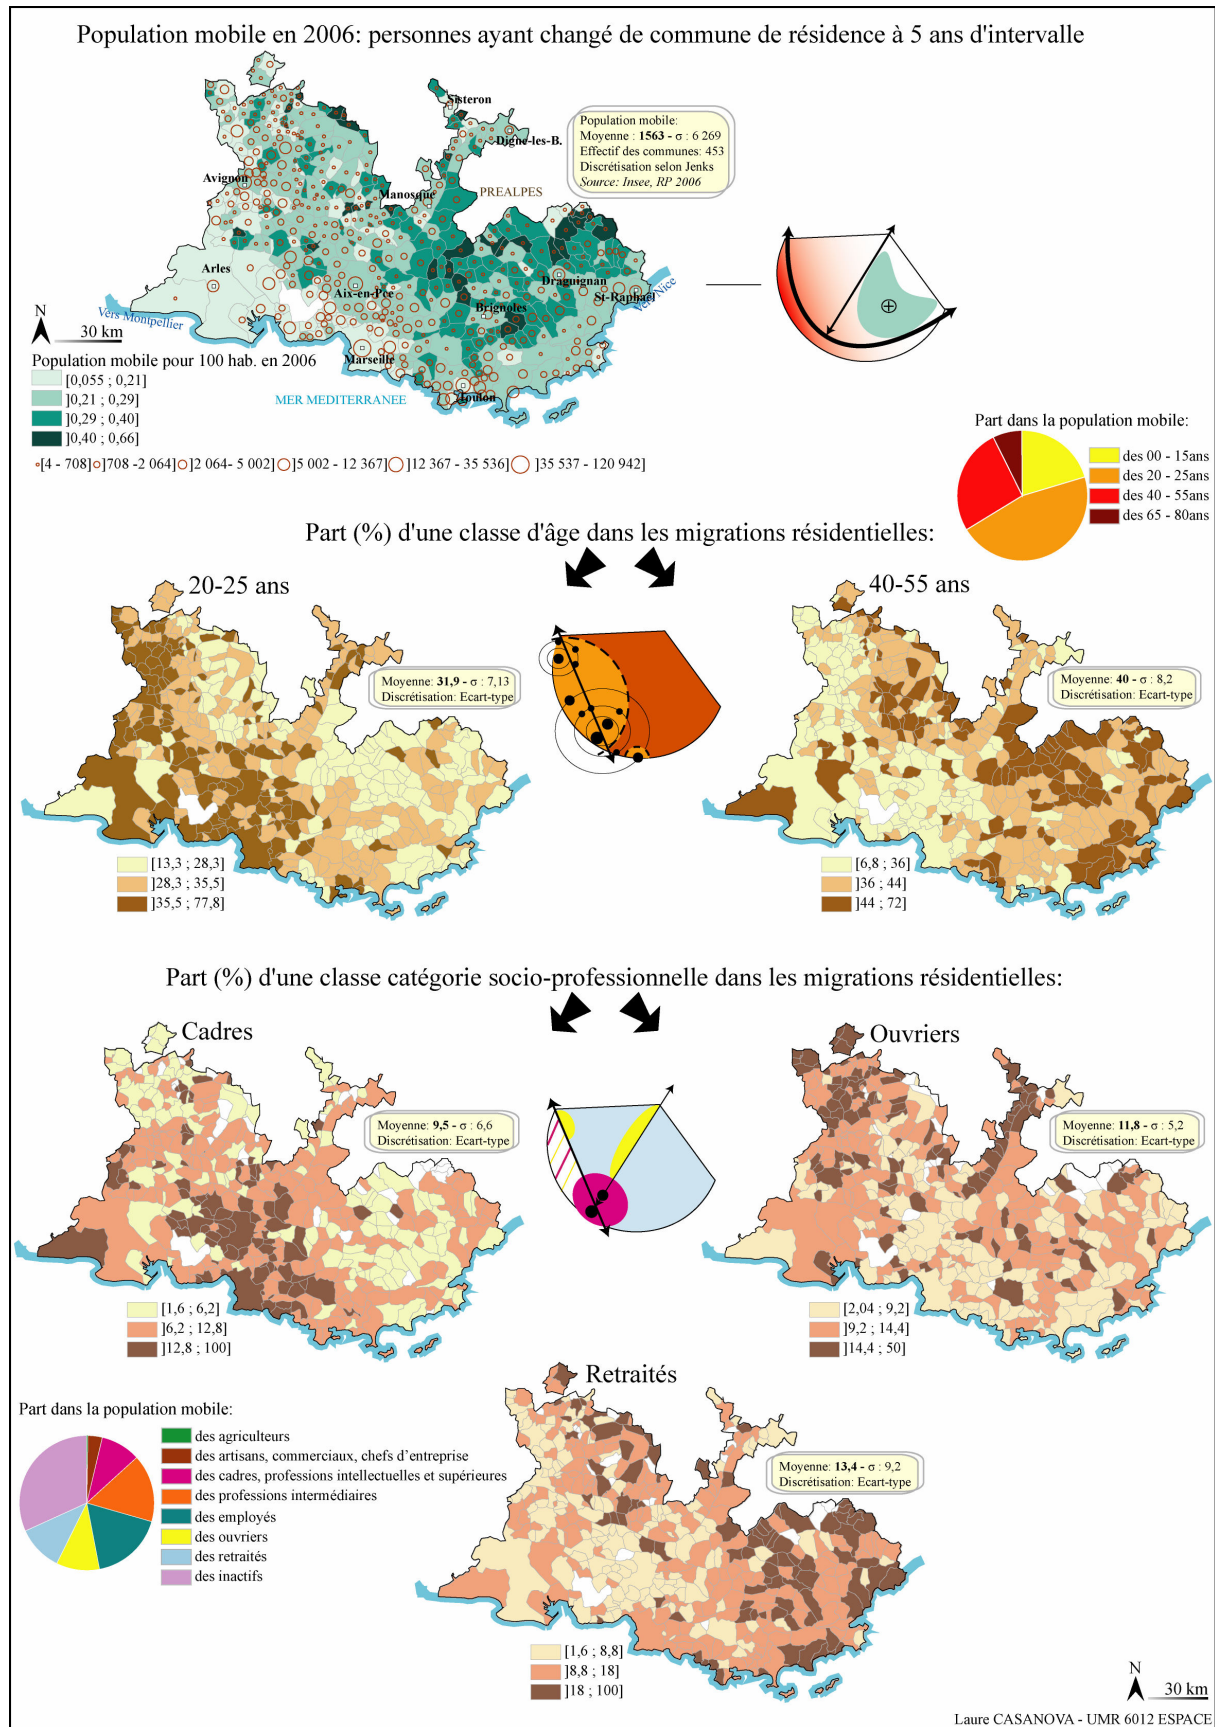 Population mobile en 2006: personnes ayant changé de commune de résidence à 5 ans d'intervalle
Sisteron
Digne-les-B.
Avignon
Manosque
PREALPES
Arles
Aix-en-Pce
Draguignan
St-Raphaël
Brignoles
Marseille
Toulon
Vers Montpellier
Vers Nice
MER MEDITERRANEE
Population mobile:
Moyenne : 1563 - σ : 6 269
Effectif des communes: 453
Discrétisation selon Jenks
Source: Insee, RP 2006
N
30 km
Population mobile pour 100 hab. en 2006
[0,055 ; 0,21]
]0,21 ; 0,29]
]0,29 ; 0,40]
]0,40 ; 0,66]
[4 - 708] ]708 -2 064] ]2 064- 5 002] ]5 002 - 12 367] ]12 367 - 35 536] ]35 537 - 120 942]
Part dans la population mobile:
des 00 - 15ans
des 20 - 25ans
des 40 - 55ans
des 65 - 80ans
Part (%) d'une classe d'âge dans les migrations résidentielles:
20-25 ans
Moyenne: 31,9 - σ : 7,13
Discrétisation: Ecart-type
[13,3 ; 28,3]
]28,3 ; 35,5]
]35,5 ; 77,8]
40-55 ans
Moyenne: 40 - σ : 8,2
Discrétisation: Ecart-type
[6,8 ; 36]
]36 ; 44]
]44 ; 72]
Part (%) d'une classe catégorie socio-professionnelle dans les migrations résidentielles:
Cadres
Moyenne: 9,5 - σ : 6,6
Discrétisation: Ecart-type
[1,6 ; 6,2]
]6,2 ; 12,8]
]12,8 ; 100]
Ouvriers
Moyenne: 11,8 - σ : 5,2
Discrétisation: Ecart-type
[2,04 ; 9,2]
]9,2 ; 14,4]
]14,4 ; 50]
Retraités
Moyenne: 13,4 - σ : 9,2
Discrétisation: Ecart-type
[1,6 ; 8,8]
]8,8 ; 18]
]18 ; 100]
Part dans la population mobile:
des agriculteurs
des artisans, commerciaux, chefs d’entreprise
des cadres, professions intellectuelles et supérieures
des professions intermédiaires
des employés
des ouvriers
des retraités
des inactifs
N
30 km
Laure CASANOVA - UMR 6012 ESPACE